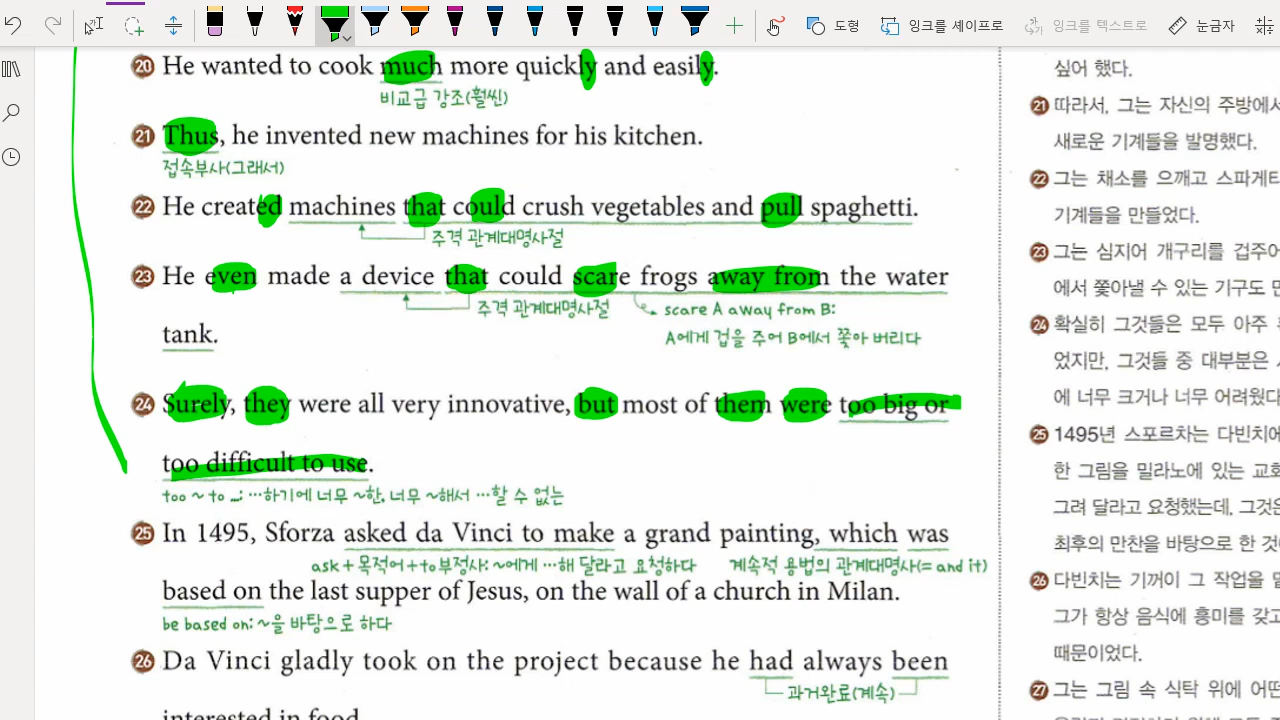 도형 잉크를 셰이프로 잉크를 텍스트로 눈금자
20 He wanted to cook much more quickly and easily.
비교급 강조(훨씬)
21 Thus, he invented new machines for his kitchen.
접속부사(그래서)
22 He created machines that could crush vegetables and pull spaghetti.
주격 관계대명사절
23 He even made a device that could scare frogs away from the water
주격 관계대명사절 scare A away from B:
tank.
A에게 겁을 주어 B에서 쫓아 버리다
24 Surely, they were all very innovative, but most of them were too big or
too difficult to use.
too ~ to …: …하기에 너무 ~한, 너무 ~해서 …할 수 없는
25 In 1495, Sforza asked da Vinci to make a grand painting, which was
ask + 목적어 + to부정사: ~에게 …해 달라고 요청하다 계속적 용법의 관계대명사(= and it)
based on the last supper of Jesus, on the wall of a church in Milan.
be based on: ~을 바탕으로 하다
26 Da Vinci gladly took on the project because he had always been
과거완료(계속)
interested in food.
싶어 했다.
21 따라서, 그는 자신의 주방에서
새로운 기계들을 발명했다.
22 그는 채소를 으깨고 스파게티
기계들을 만들었다.
23 그는 심지어 개구리를 겁주어
에서 쫓아낼 수 있는 기구도 만
24 확실히 그것들은 모두 아주
었지만, 그것들 중 대부분은
에 너무 크거나 너무 어려웠다
25 1495년 스포르차는 다빈치에
한 그림을 밀라노에 있는 교회
그려 달라고 요청했는데, 그것은
최후의 만찬을 바탕으로 한 것
26 다빈치는 기꺼이 그 작업을 맡
그가 항상 음식에 흥미를 갖고
때문이었다.
27 그는 그림 속 식탁 위에 어떤